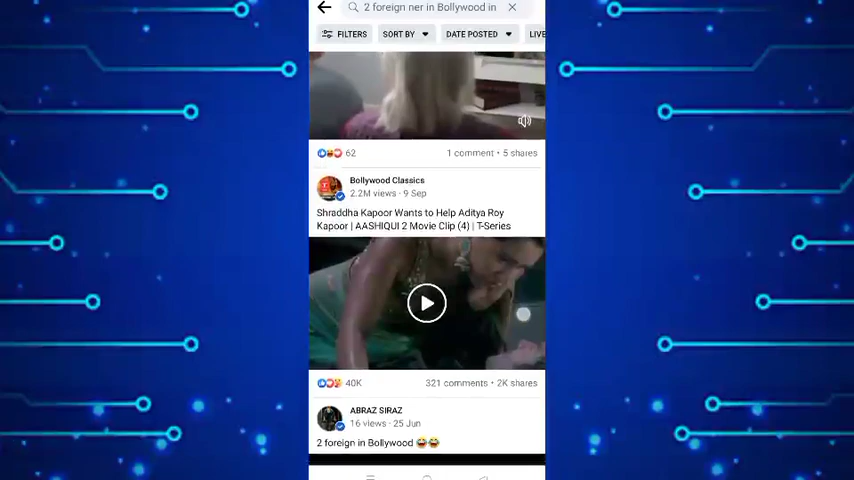 2 foreign ner in Bollywood in
FILTERS
SORT BY
DATE POSTED
LIVE
62
1 comment • 5 shares
Bollywood Classics
2.2M views · 9 Sep
Shraddha Kapoor Wants to Help Aditya Roy
Kapoor | AASHIQUI 2 Movie Clip (4) | T-Series
40K
321 comments • 2K shares
ABRAZ SIRAZ
16 views · 25 Jun
2 foreign in Bollywood 😂😂